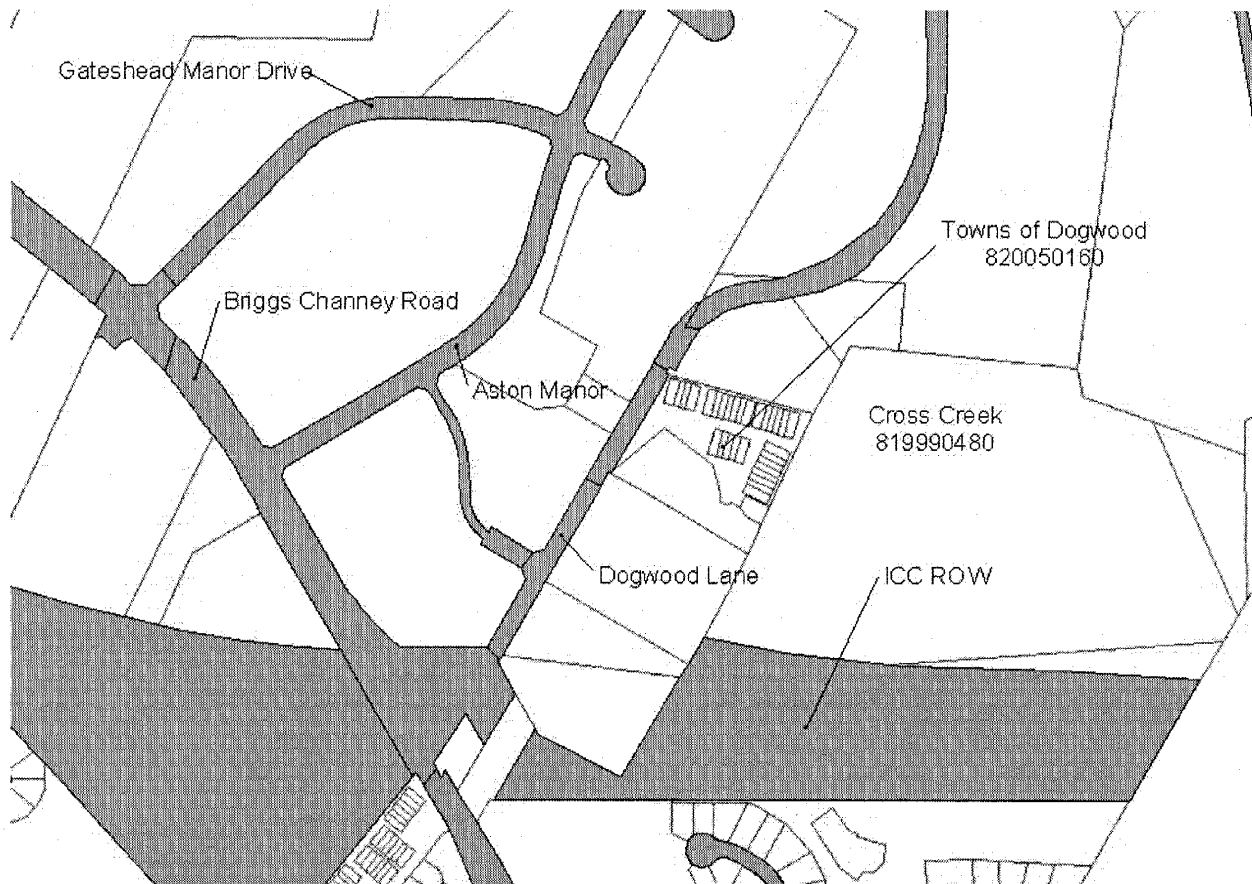 Gateshead Manor Drive
Towns of Dogwood
820050160
Briggs Channey Road
Aston Manor
Cross Creek
819990480
Dogwood Lane
ICC ROW